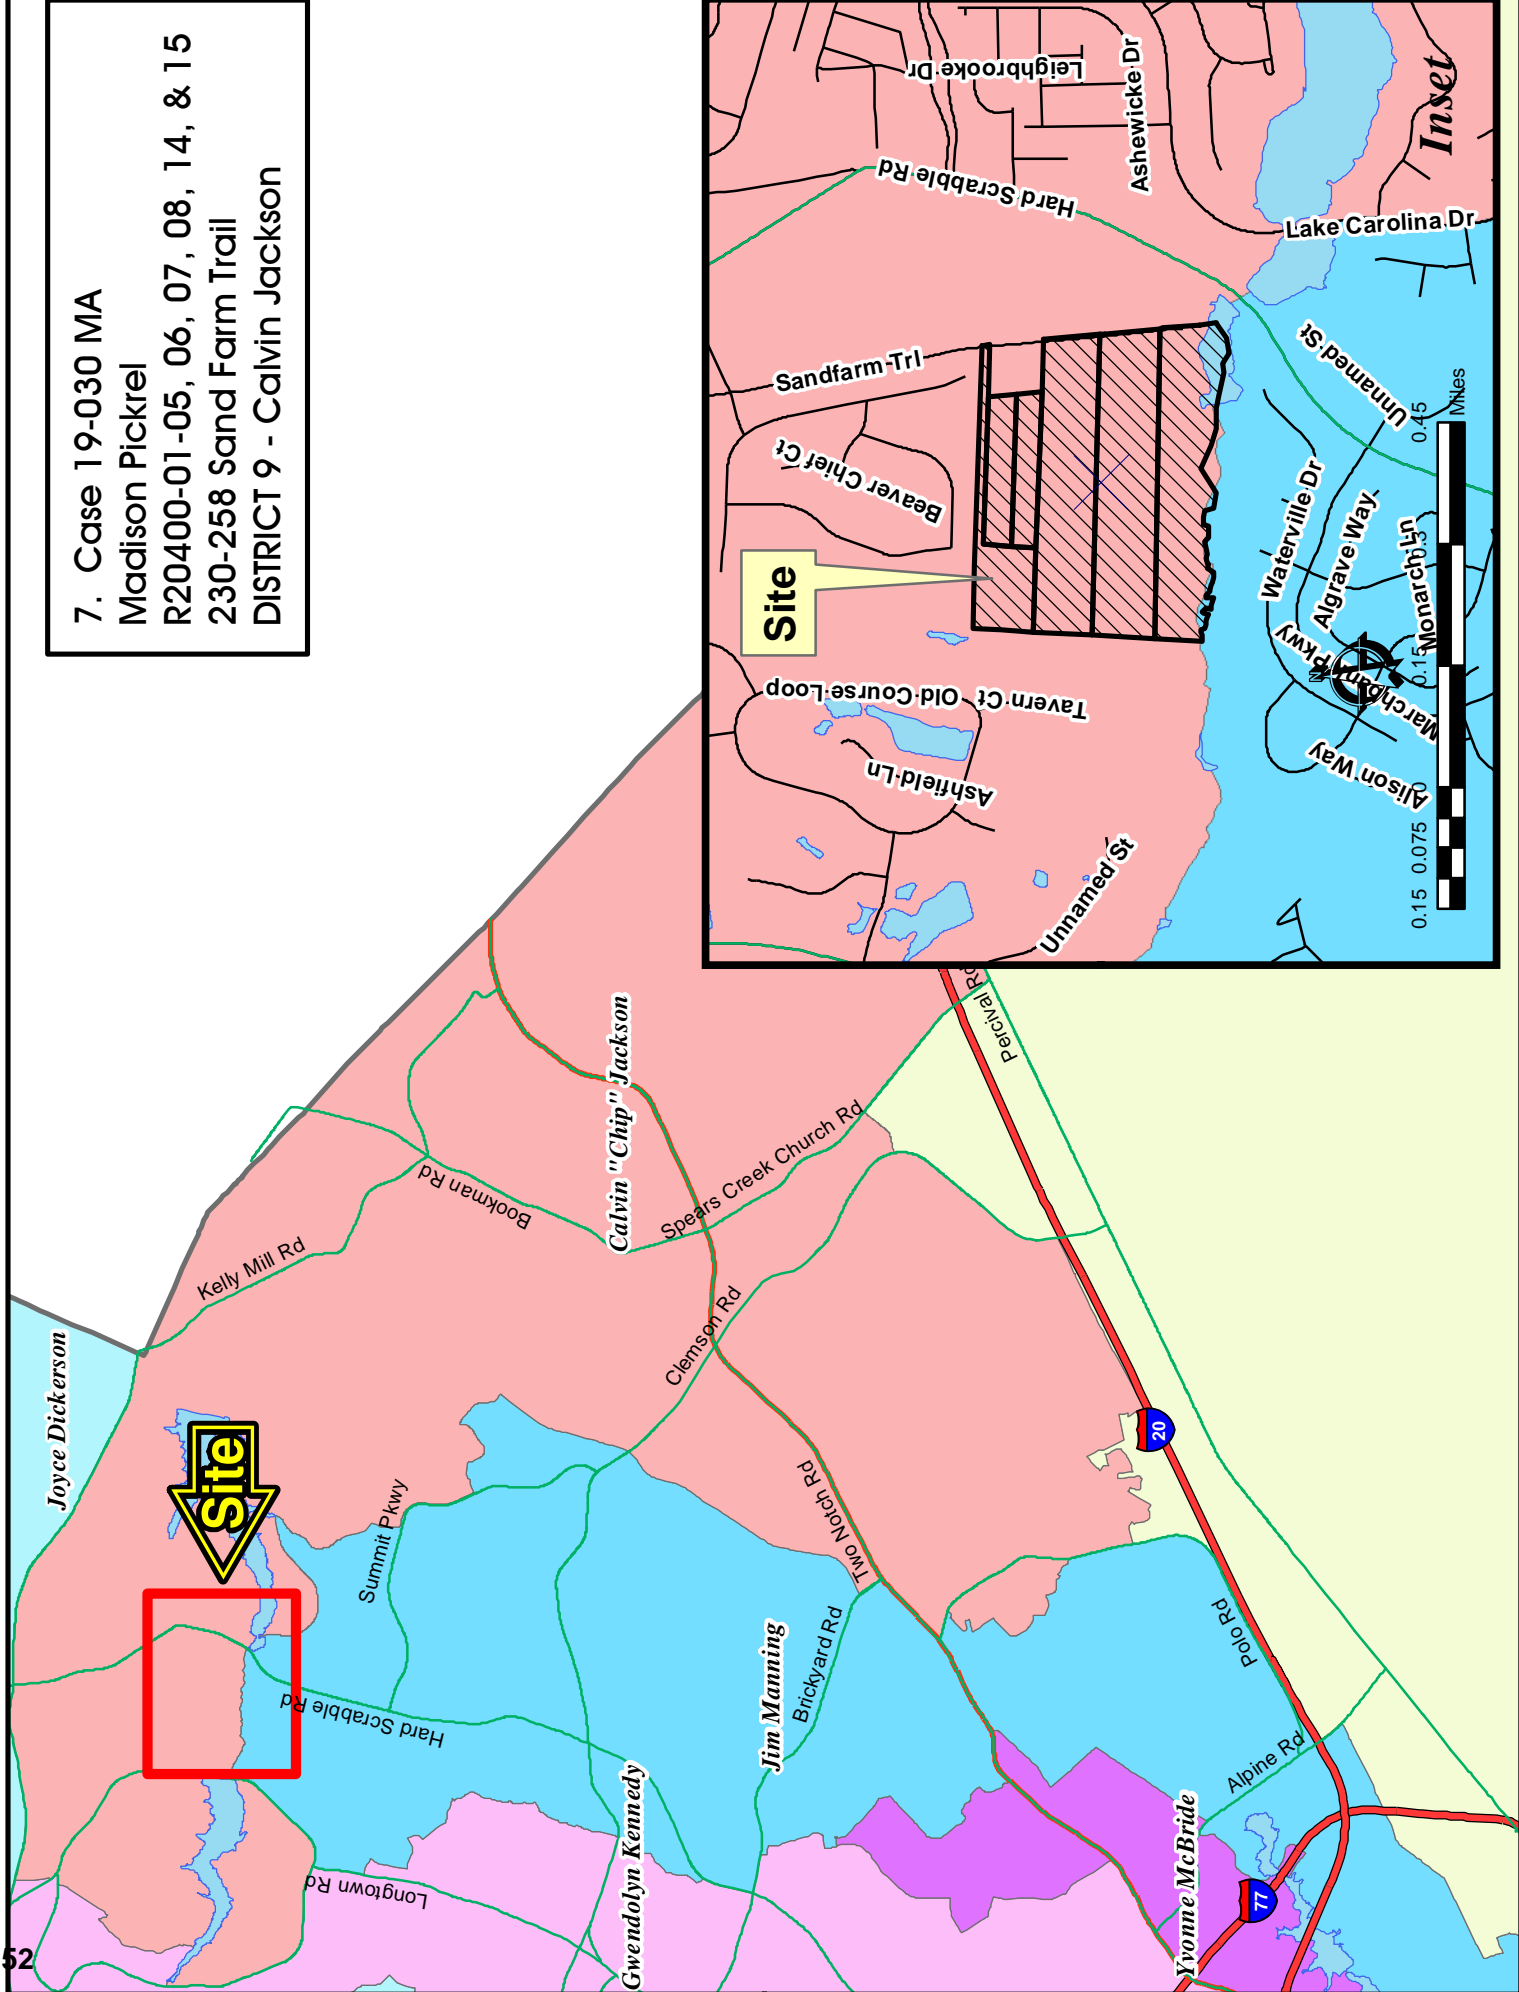 7. Case 19-030 MA
Madison Pickrel
R20400-01-05, 06, 07, 08, 14, & 15
230-258 Sand Farm Trail
DISTRICT 9 - Calvin Jackson
Joyce Dickerson
Site
Kelly Mill Rd
Bookman Rd
Calvin "Chip" Jackson
Spears Creek Church Rd
Percival Rd
Clemson Rd
Summit Pkwy
Two Notch Rd
Hard Scrabble Rd
Jim Manning
Brickyard Rd
Polo Rd
20
Alpine Rd
Longtown Rd
Gwendolyn Kennedy
Yvonne McBride
77
52
Inset
Leighbrooke Dr
Ashewicke Dr
Hard Scrabble Rd
Lake Carolina Dr
Sandfarm Trl
Beaver Chief Ct
Site
Unnamed St
Waterville Dr
Algrave Way
Monarch Ln
Marchbank Pkwy
Alison Way
Old Course Loop
Tavern Ct
Ashfield Ln
Unnamed St
N
0.15 0.075 0 0.15 0.3 0.45
Miles